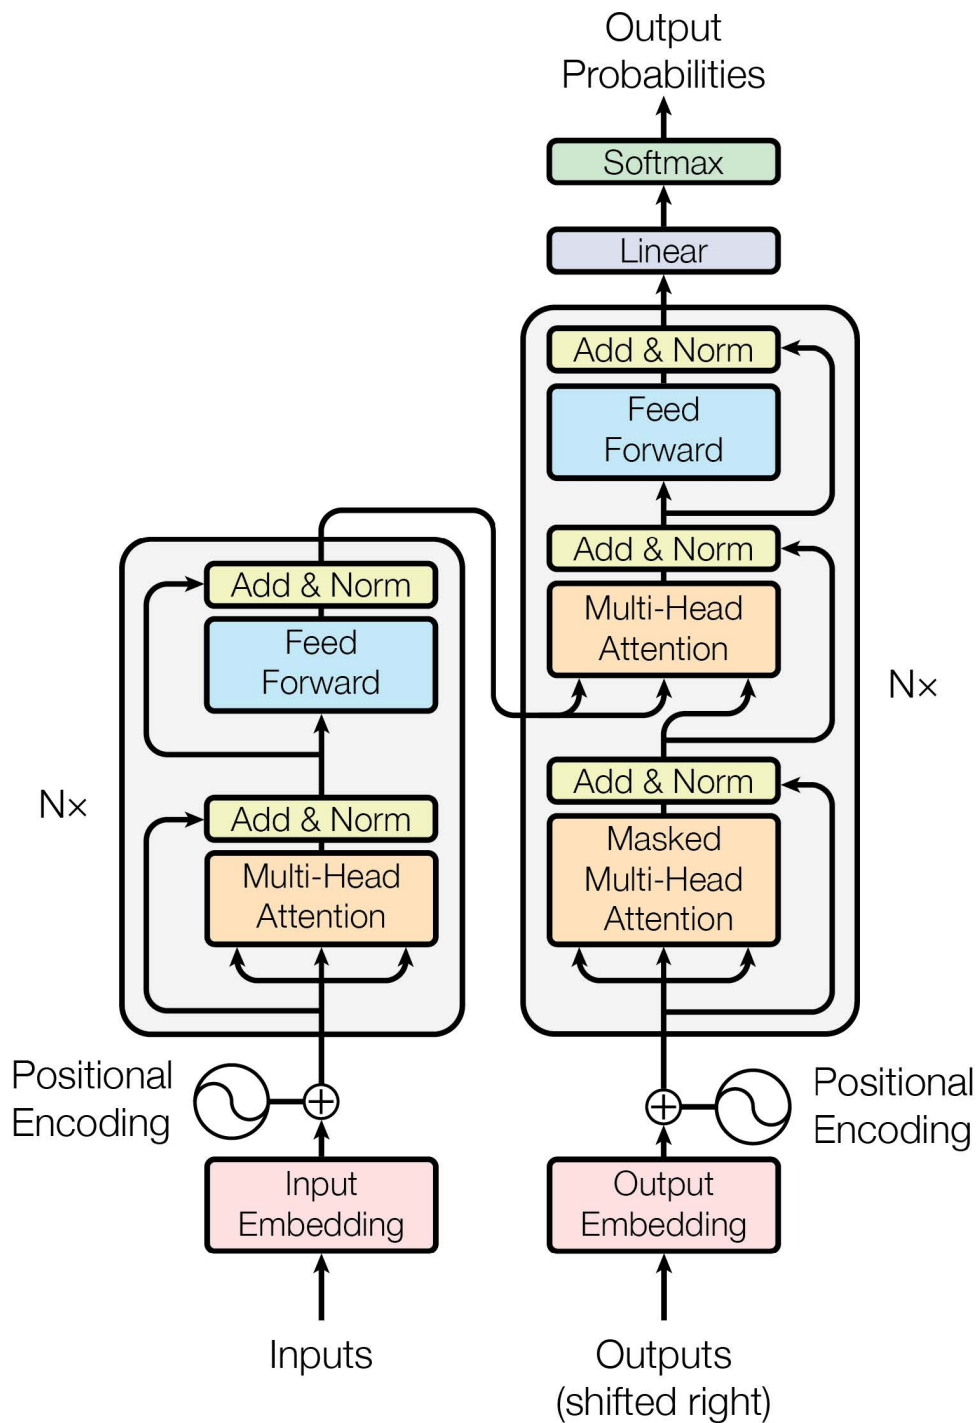 Output
Probabilities
Softmax
Linear
Add & Norm
Feed
Forward
Add & Norm
Multi-Head
Attention
N×
Add & Norm
Masked
Multi-Head
Attention
Add & Norm
Feed
Forward
N×
Add & Norm
Multi-Head
Attention
Positional
Encoding
Positional
Encoding
Input
Embedding
Output
Embedding
Inputs
Outputs
(shifted right)